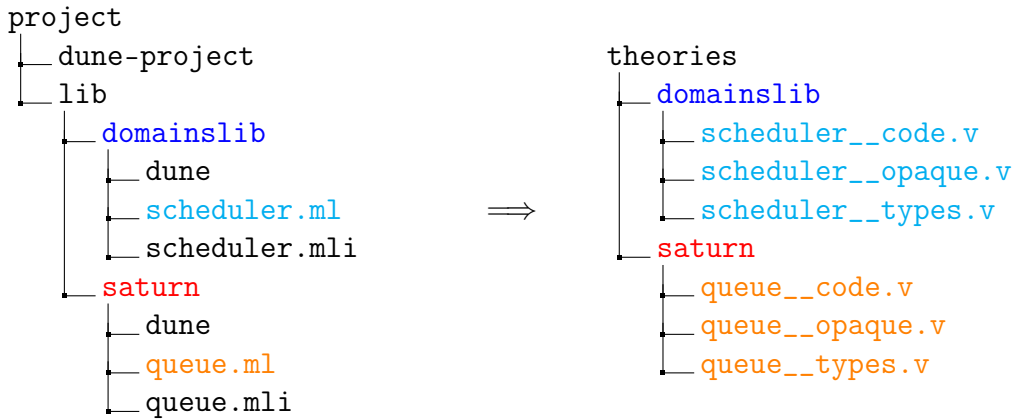 project
dune-project
lib
domainslib
dune
scheduler.ml
scheduler.mli
saturn
dune
queue.ml
queue.mli
⟹
theories
domainslib
scheduler__code.v
scheduler__opaque.v
scheduler__types.v
saturn
queue__code.v
queue__opaque.v
queue__types.v